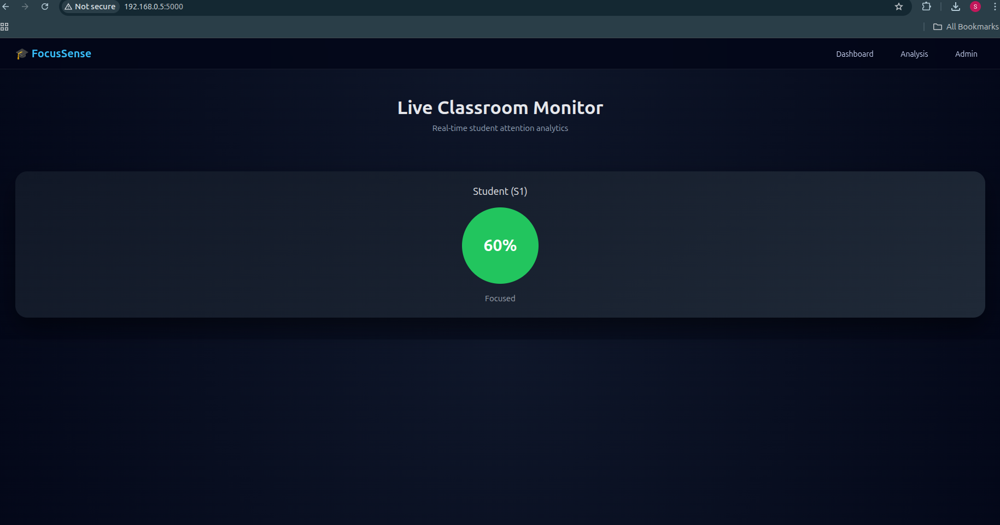 Not secure 192.168.0.5:5000
S
All Bookmarks
🎓 FocusSense
Dashboard Analysis Admin
Live Classroom Monitor
Real-time student attention analytics
Student (S1)
60%
Focused